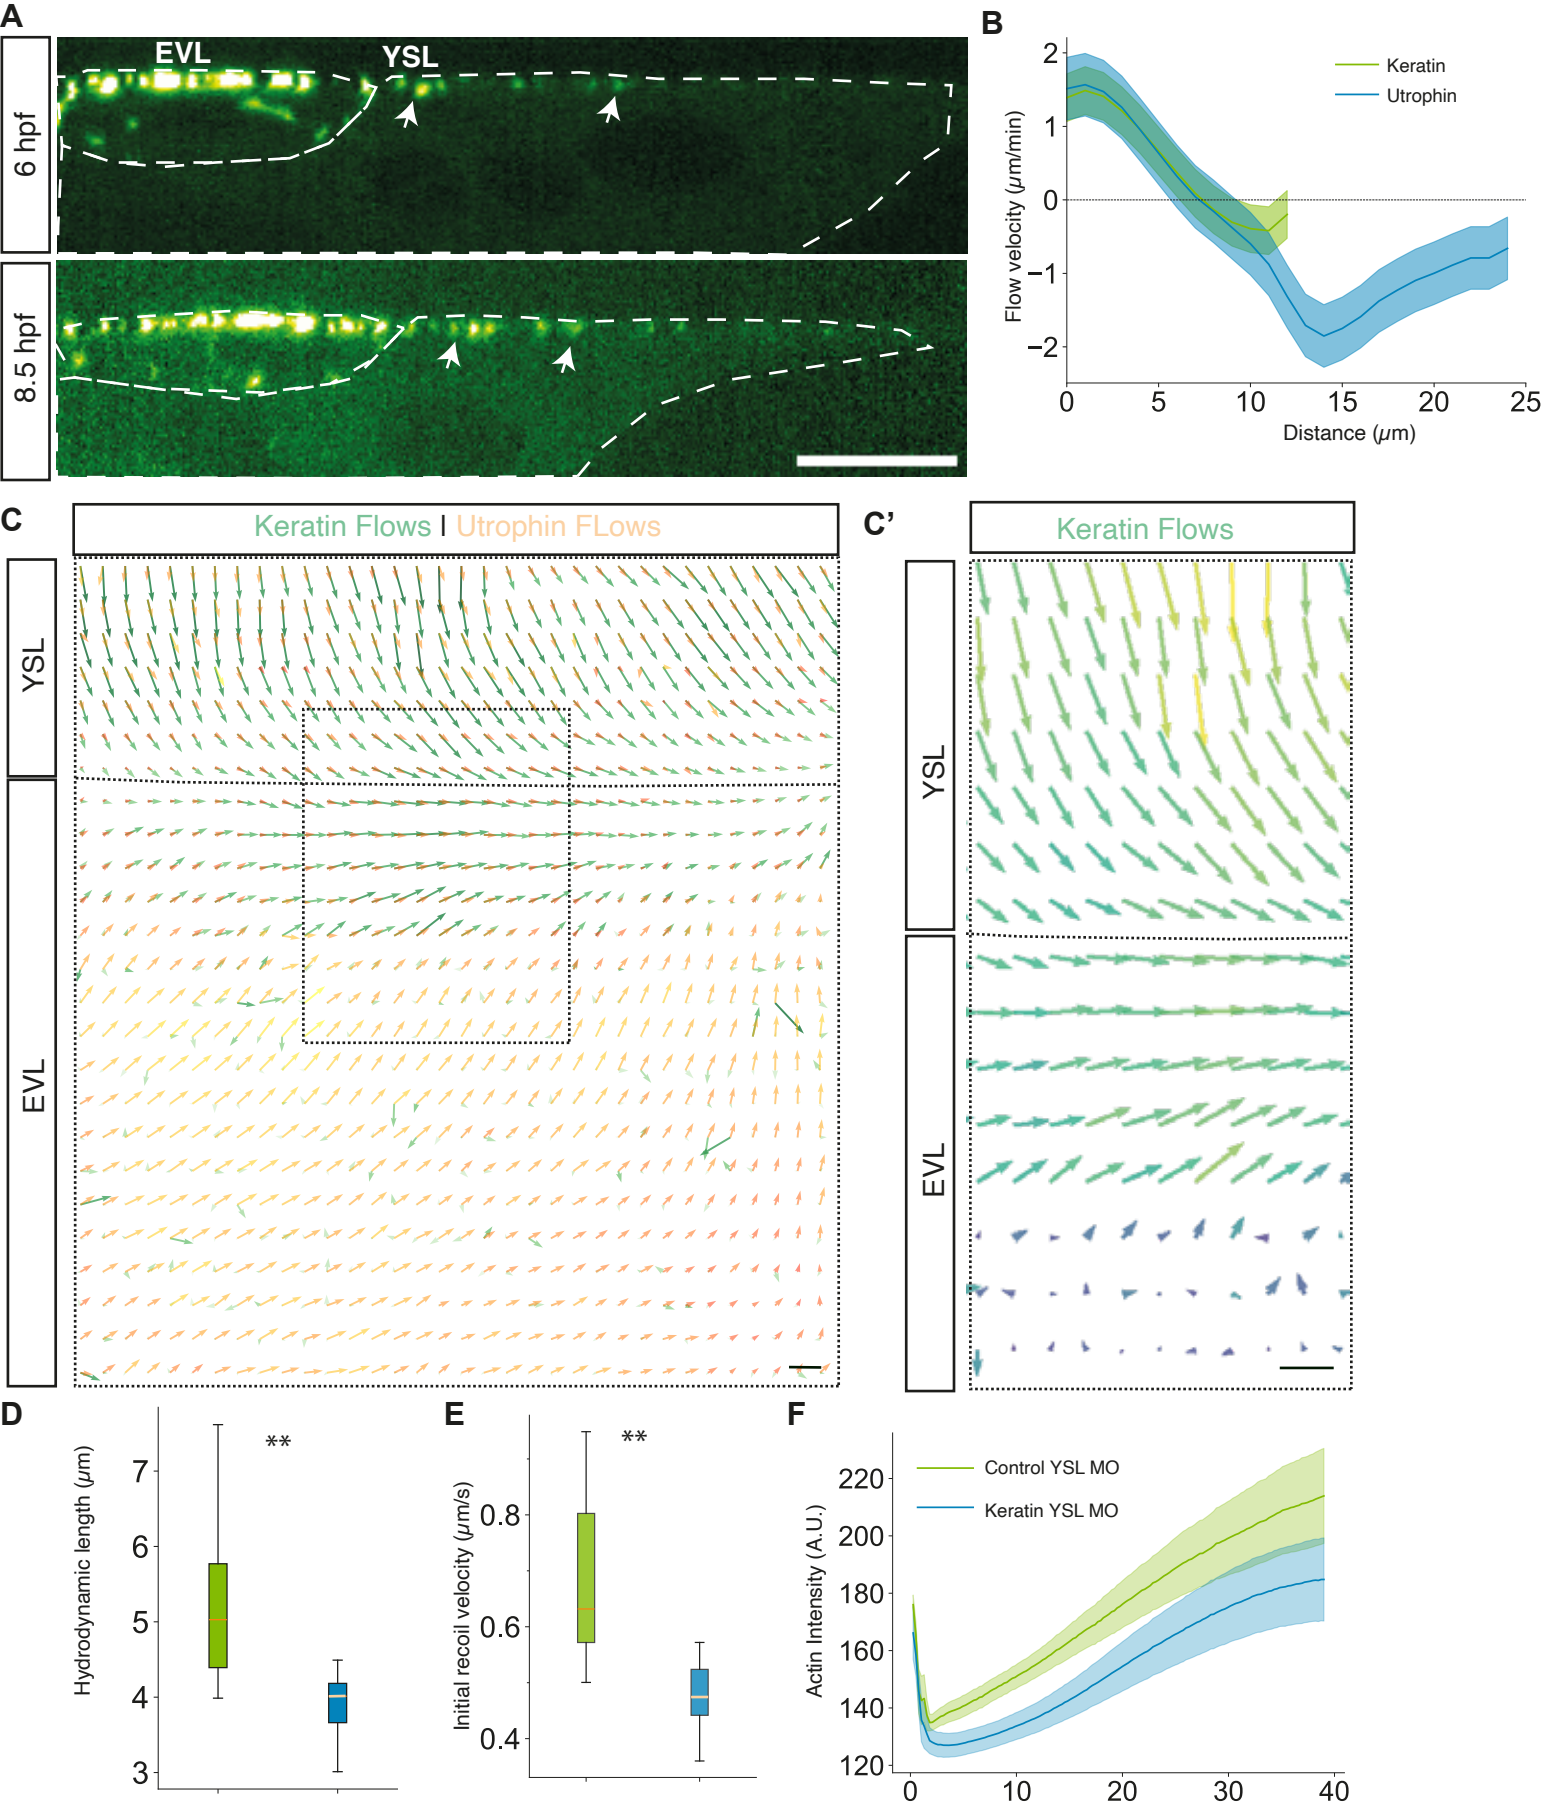 A
EVL
YSL
6 hpf
8.5 hpf
B
Keratin
Utrophin
Flow velocity (µm/min)
2
1
0
−1
−2
0 5 10 15 20 25
Distance (µm)
C
Keratin Flows | Utrophin FLows
YSL
EVL
C’
Keratin Flows
YSL
EVL
D
**
Hydrodynamic length (µm)
7
6
5
4
3
E
**
Initial recoil velocity (µm/s)
0.8
0.6
0.4
F
Control YSL MO
Keratin YSL MO
Actin Intensity (A.U.)
220
200
180
160
140
120
0 10 20 30 40